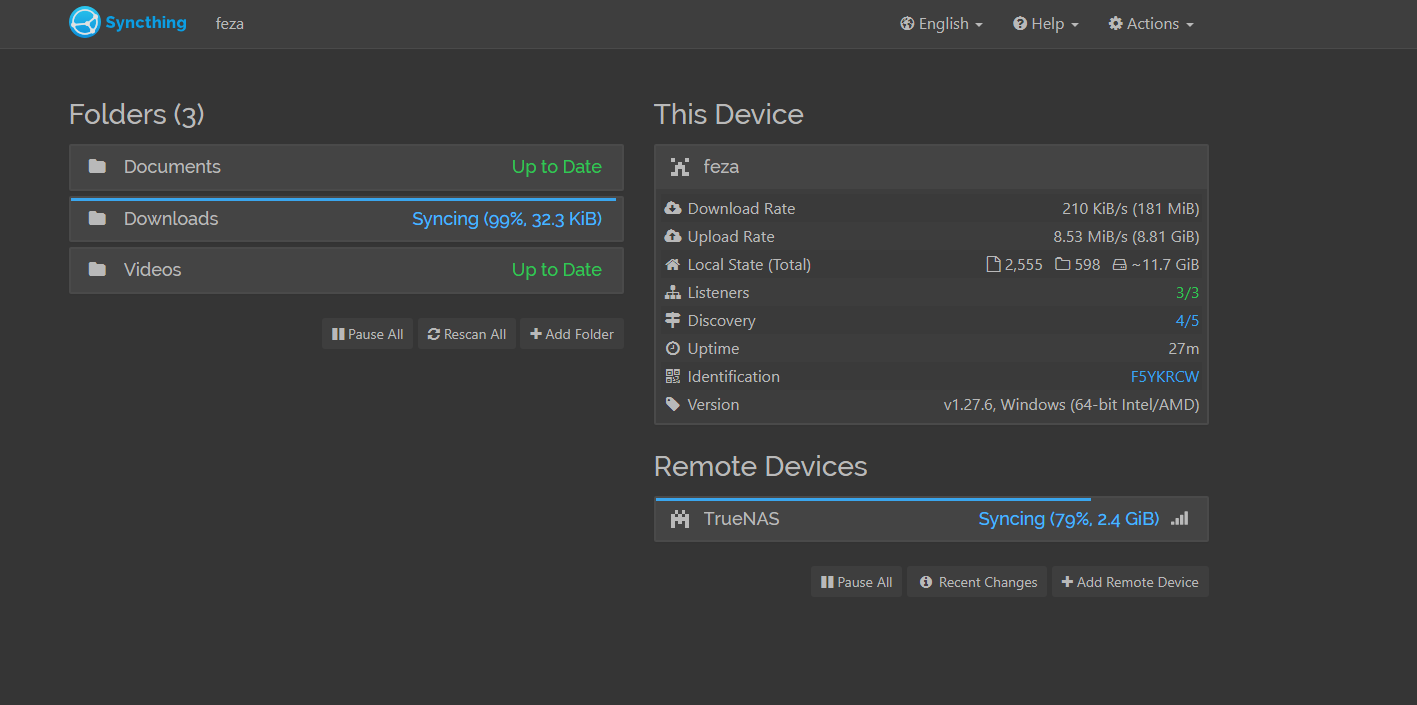 Syncthing feza English Help Actions
Folders (3)
Documents Up to Date
Downloads Syncing (99%, 32.3 KiB)
Videos Up to Date
Pause All Rescan All Add Folder
This Device
feza
Download Rate 210 KiB/s (181 MiB)
Upload Rate 8.53 MiB/s (8.81 GiB)
Local State (Total) 2,555 598 ~11.7 GiB
Listeners 3/3
Discovery 4/5
Uptime 27m
Identification F5YKRCW
Version v1.27.6, Windows (64-bit Intel/AMD)
Remote Devices
TrueNAS Syncing (79%, 2.4 GiB)
Pause All Recent Changes Add Remote Device